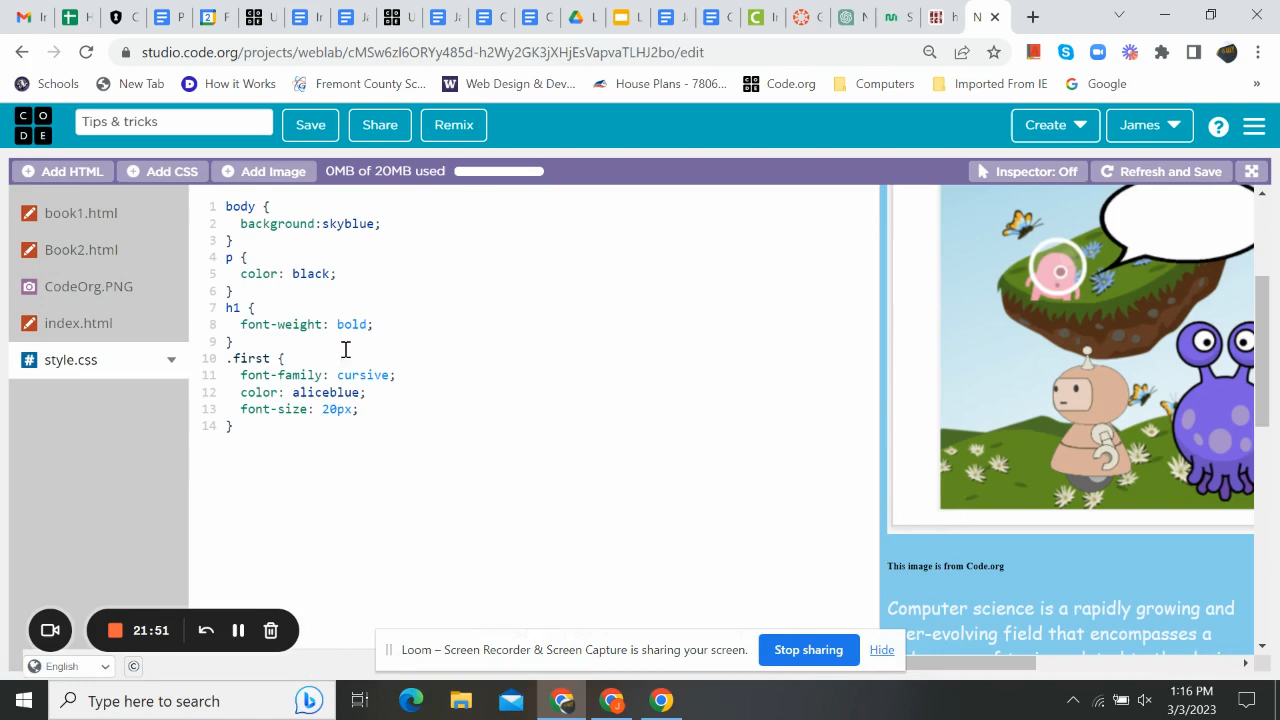 studio.code.org/projects/weblab/cMSw6zl6ORYy485d-h2Wy2GK3jXHjEsVapvaTLHJ2bo/edit
Schools New Tab How it Works Fremont County Sc... Web Design & Dev... House Plans - 7806... Code.org Computers Imported From IE Google »
CODE Tips & tricks Save Share Remix Create James ?
Add HTML Add CSS Add Image 0MB of 20MB used Inspector: Off Refresh and Save
book1.html
Book2.html
CodeOrg.PNG
index.html
# style.css
1 body {
2 background:skyblue;
3 }
4 p {
5 color: black;
6 }
7 h1 {
8 font-weight: bold;
9 }
10 .first {
11 font-family: cursive;
12 color: aliceblue;
13 font-size: 20px;
14 }
This image is from Code.org
Computer science is a rapidly growing and
er-evolving field that encompasses a
21:51
Loom – Screen Recorder & Screen Capture is sharing your screen. Stop sharing Hide
English ©
Type here to search
1:16 PM
3/3/2023